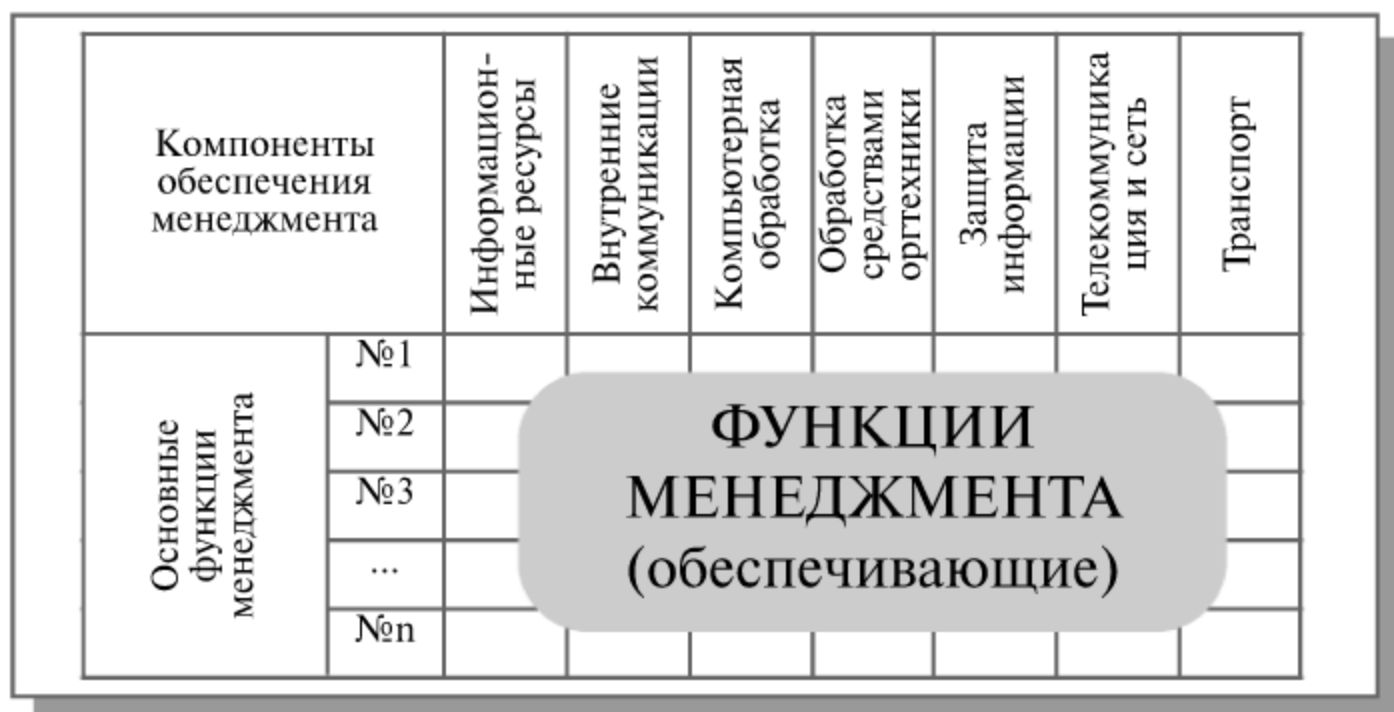 Компоненты
обеспечения
менеджмента
Информацион-
ные ресурсы
Внутренние
коммуникации
Компьютерная
обработка
Обработка
средствами
оргтехники
Защита
информации
Телекоммуника
ция и сеть
Транспорт
Основные
функции
менеджмента
№1
№2
№3
...
№n
ФУНКЦИИ
МЕНЕДЖМЕНТА
(обеспечивающие)